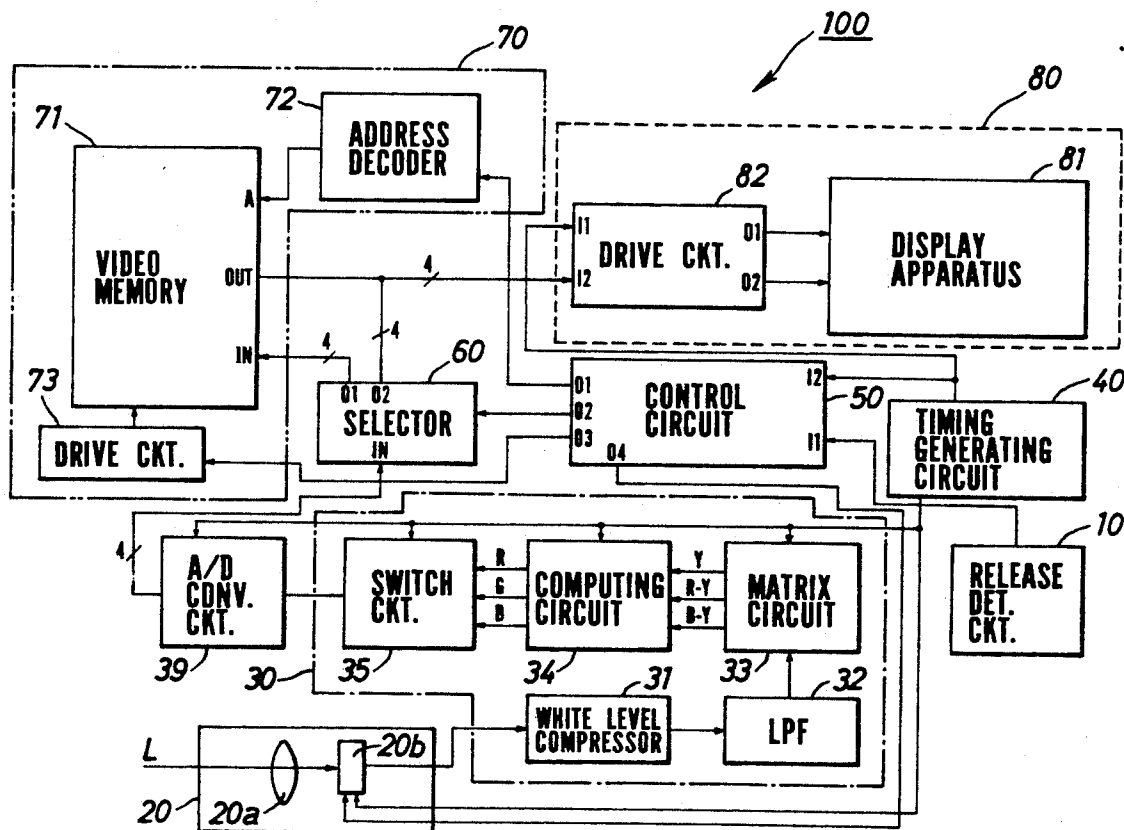 100
70
80
72
71
ADDRESS
DECODER
81
82
A
I1
O1
DRIVE CKT.
DISPLAY
APPARATUS
VIDEO
MEMORY
OUT
4
I2
O2
4
IN
4
60
O1
O2
SELECTOR
IN
O1
O2
O3
O4
CONTROL
CIRCUIT
I2
50
I1
40
TIMING
GENERATING
CIRCUIT
73
DRIVE CKT.
4
A/D
CONV.
CKT.
39
30
SWITCH
CKT.
35
R
G
B
COMPUTING
CIRCUIT
34
Y
R-Y
B-Y
MATRIX
CIRCUIT
33
10
RELEASE
DET.
CKT.
31
WHITE LEVEL
COMPRESSOR
32
LPF
L
20b
20
20a